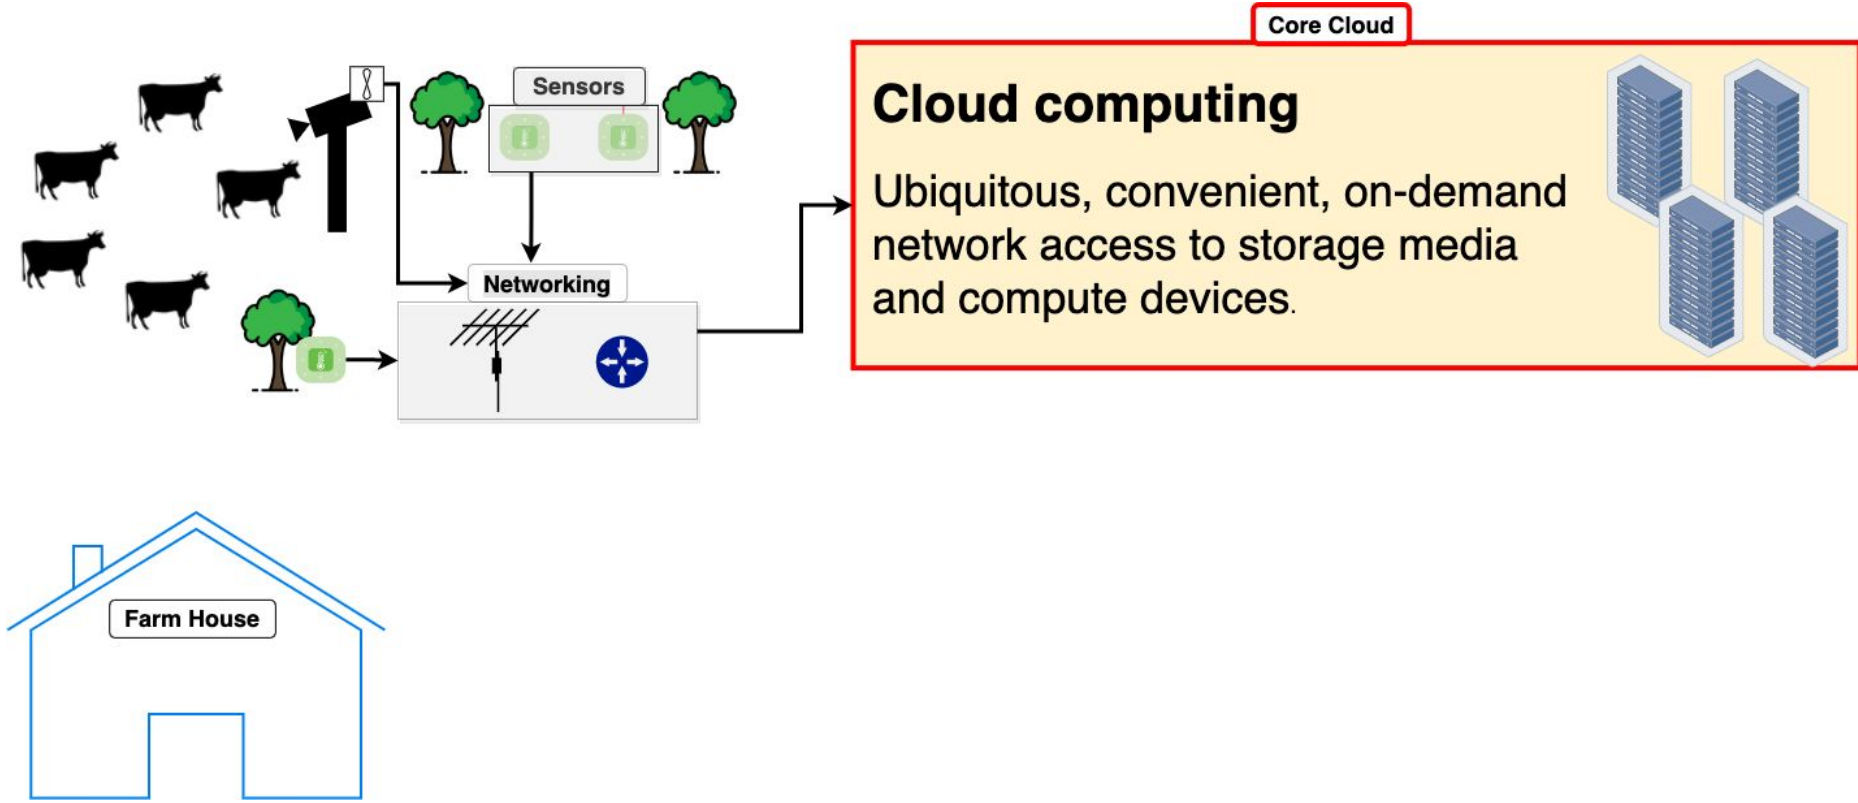 Core Cloud
Sensors
Cloud computing
Ubiquitous, convenient, on-demand
network access to storage media
and compute devices.
Networking
Farm House